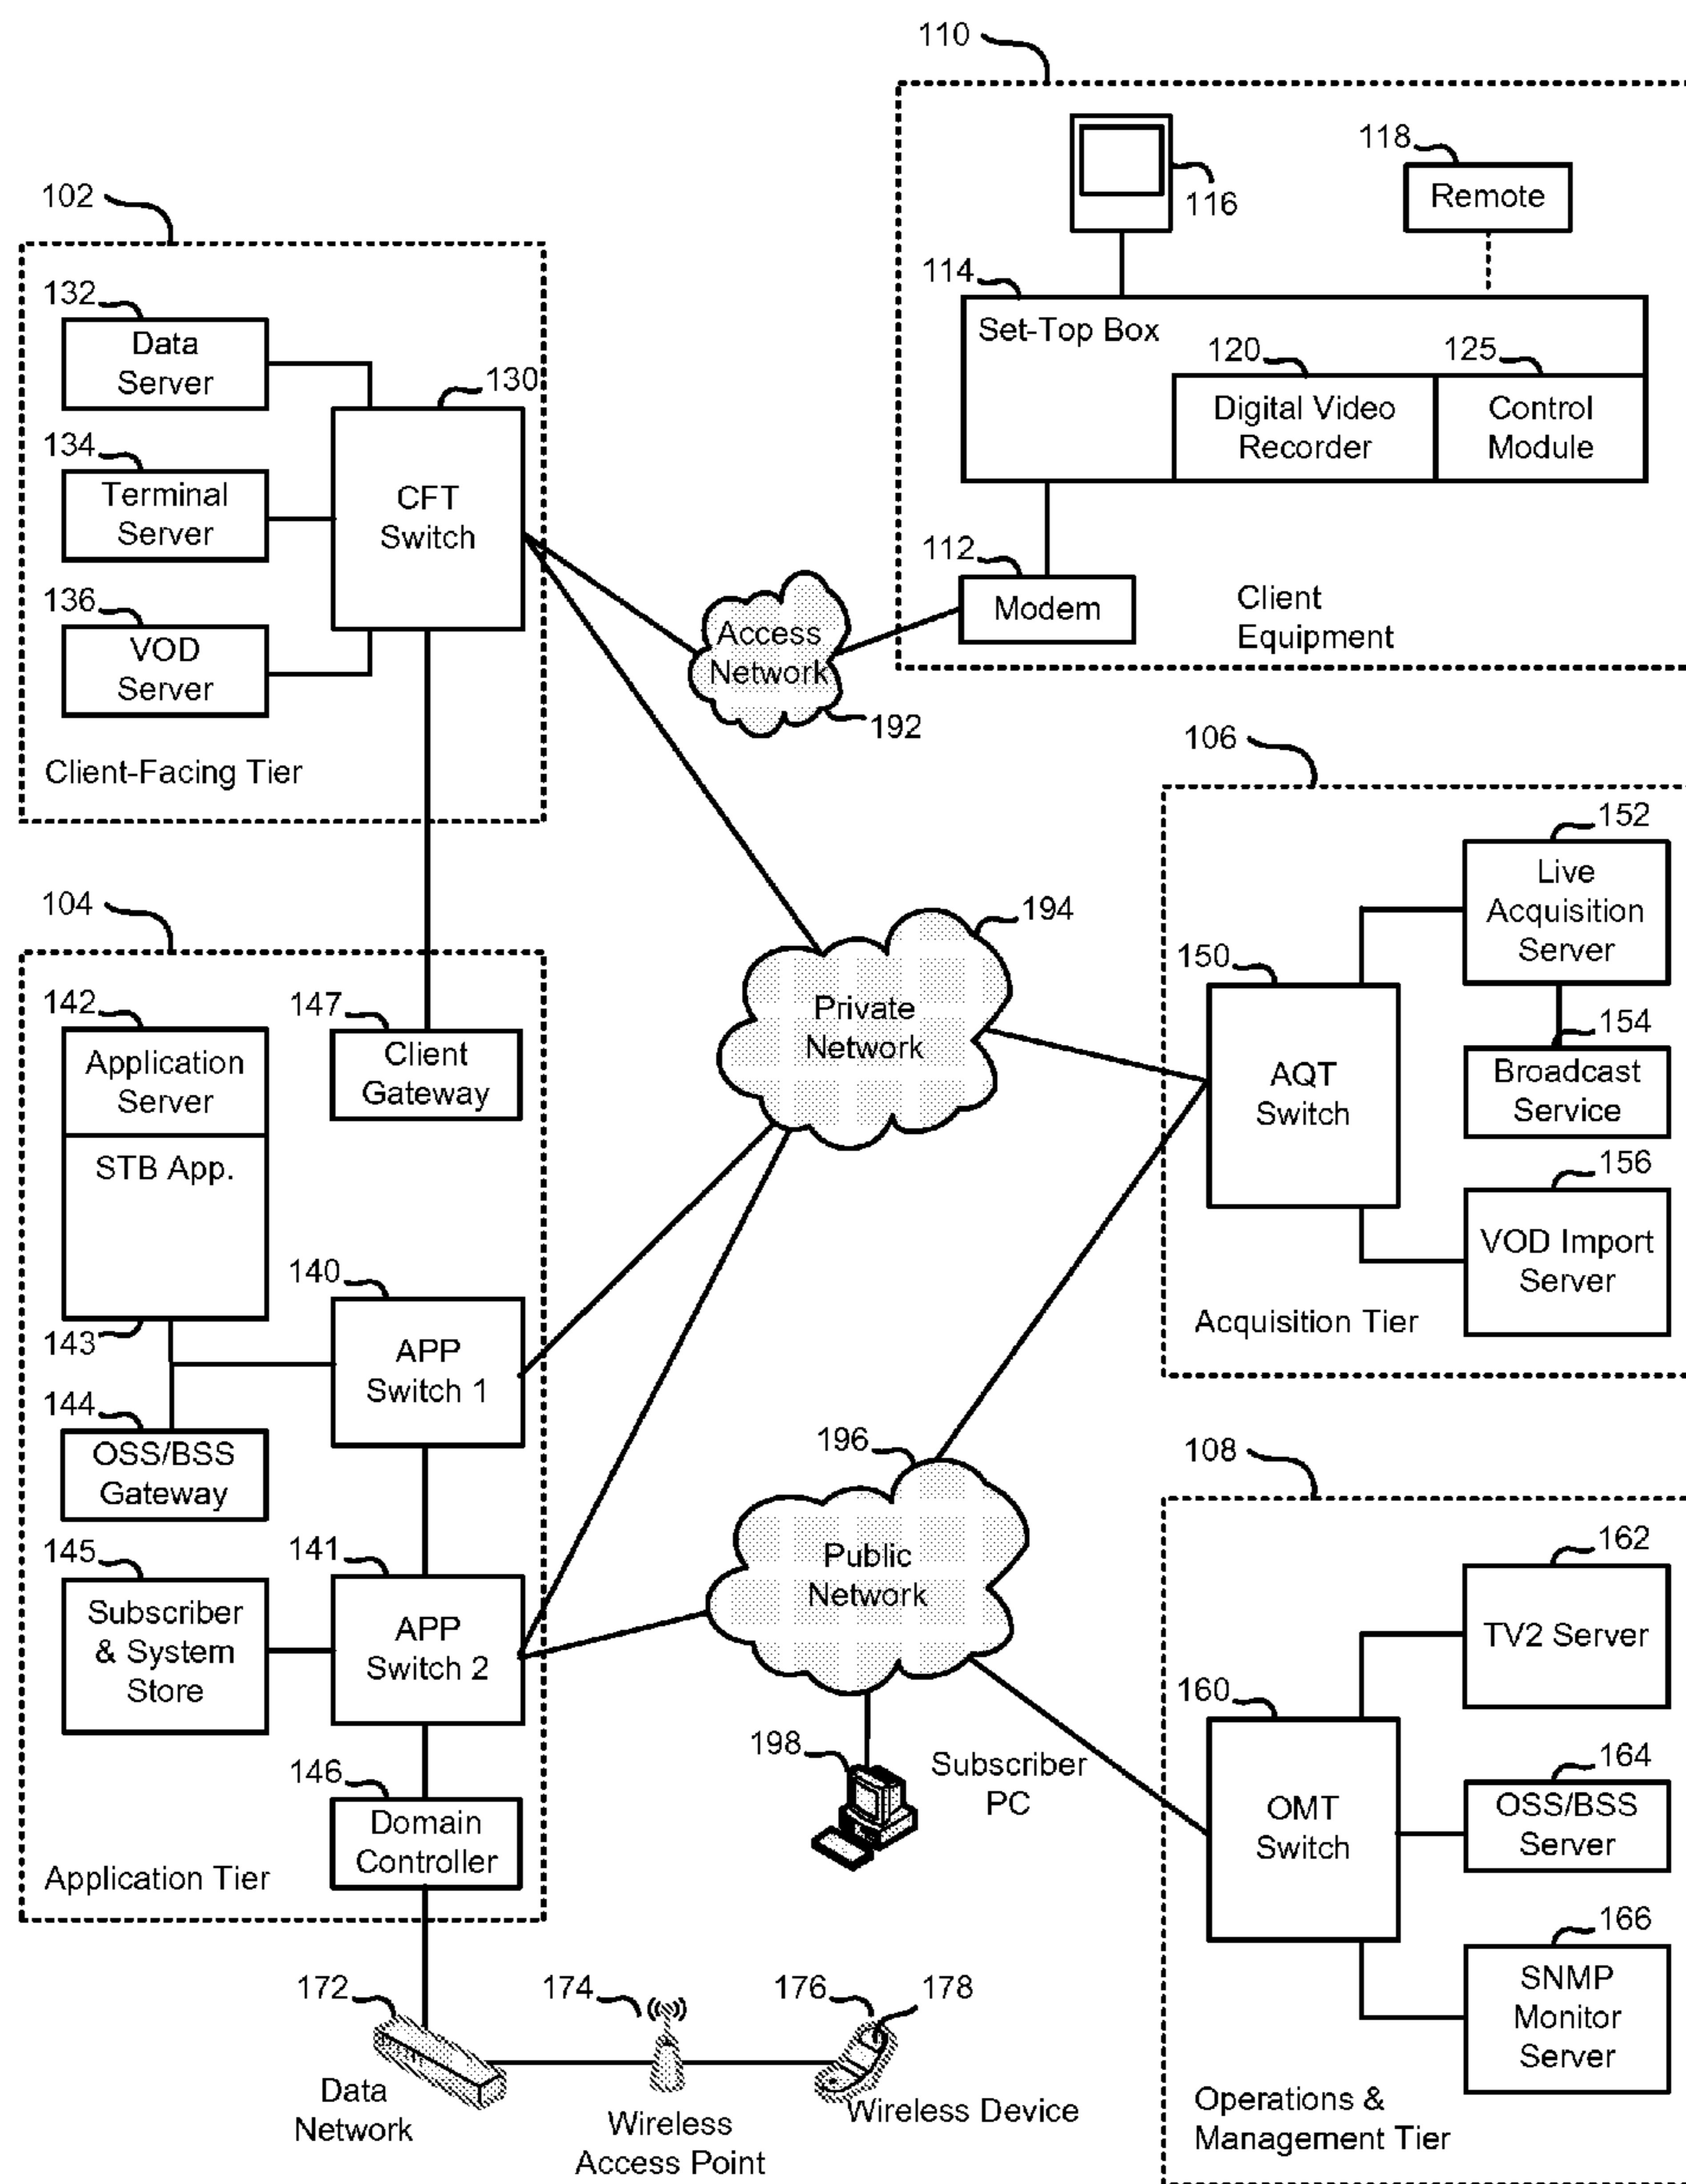 110
118
Remote
116
102
114
Set-Top Box
120
Digital Video
Recorder
125
Control
Module
132
Data
Server
130
CFT
Switch
134
Terminal
Server
136
VOD
Server
Client-Facing Tier
112
Modem
Client
Equipment
Access
Network
192
106
152
Live
Acquisition
Server
104
194
Private
Network
150
AQT
Switch
154
Broadcast
Service
156
VOD Import
Server
Acquisition Tier
142
Application
Server
STB App.
143
147
Client
Gateway
140
APP
Switch 1
144
OSS/BSS
Gateway
196
Public
Network
108
145
Subscriber
& System
Store
141
APP
Switch 2
162
TV2 Server
160
OMT
Switch
198
Subscriber
PC
164
OSS/BSS
Server
146
Domain
Controller
Application Tier
166
SNMP
Monitor
Server
172
Data
Network
174
Wireless
Access Point
176
178
Wireless Device
Operations &
Management Tier